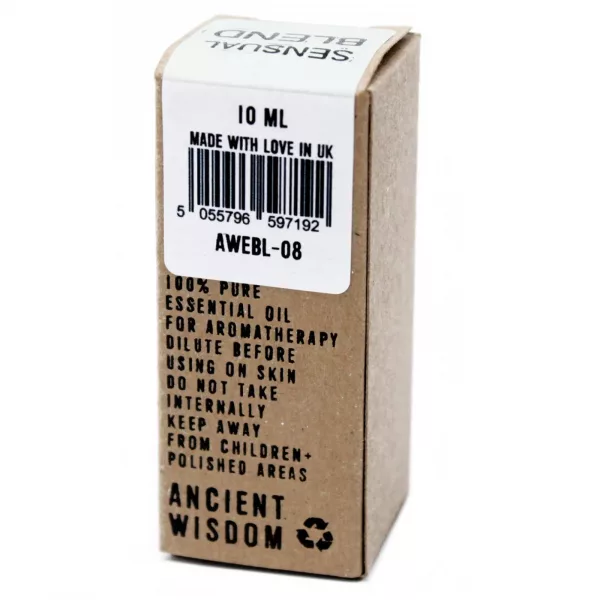 SENSUAL
BLEND
10 ML
MADE WITH LOVE IN UK
5 055796 597192
AWEBL-08
100% PURE
ESSENTIAL OIL
FOR AROMATHERAPY
DILUTE BEFORE
USING ON SKIN
DO NOT TAKE
INTERNALLY
KEEP AWAY
FROM CHILDREN+
POLISHED AREAS
ANCIENT
WISDOM